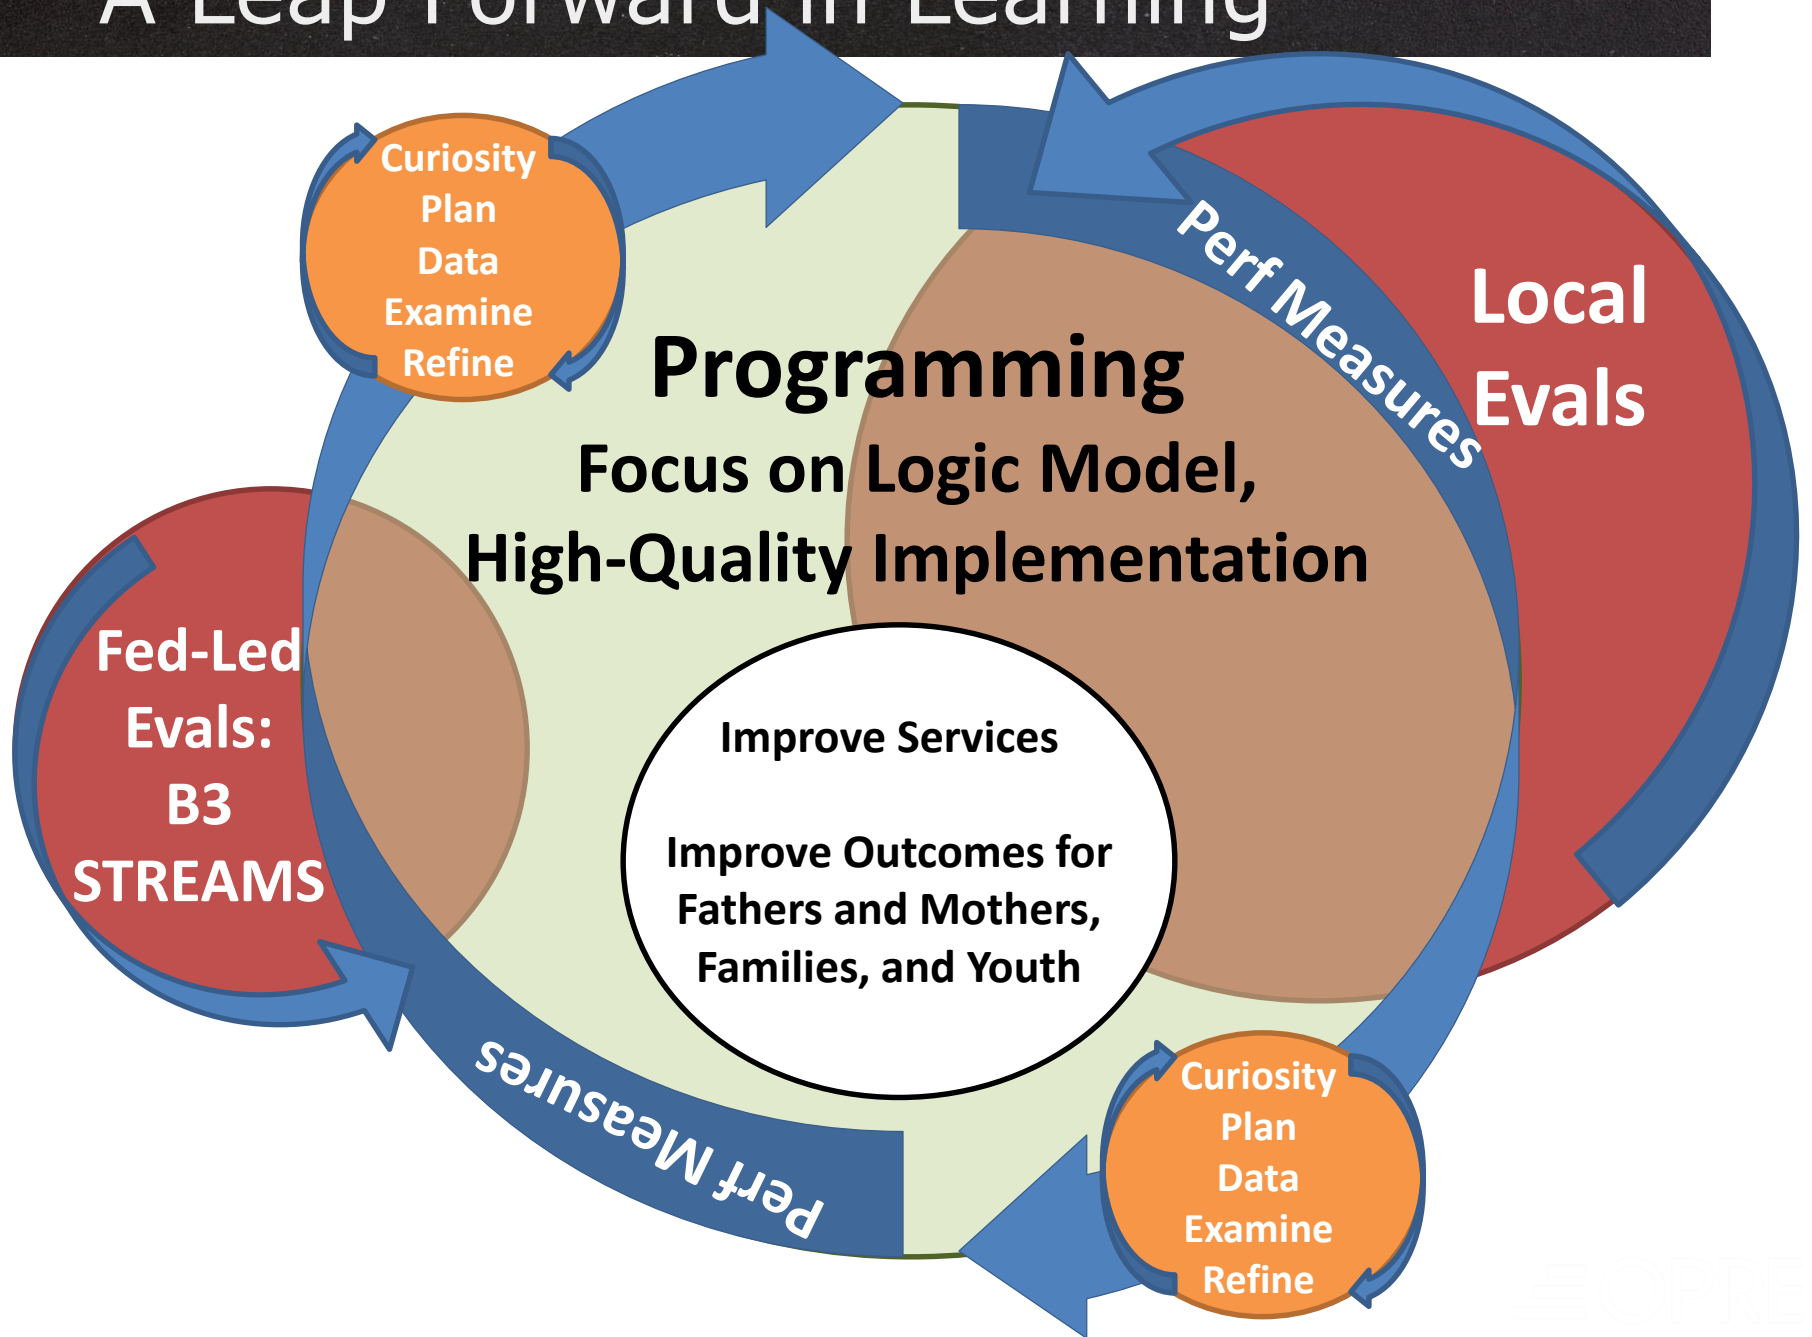 A Leap Forward in Learning
Curiosity
Plan
Data
Examine
Refine
Perf Measures
Local
Evals
Programming
Focus on Logic Model,
High-Quality Implementation
Fed-Led
Evals:
B3
STREAMS
Improve Services
Improve Outcomes for
Fathers and Mothers,
Families, and Youth
Perf Measures
Curiosity
Plan
Data
Examine
Refine
OPRE